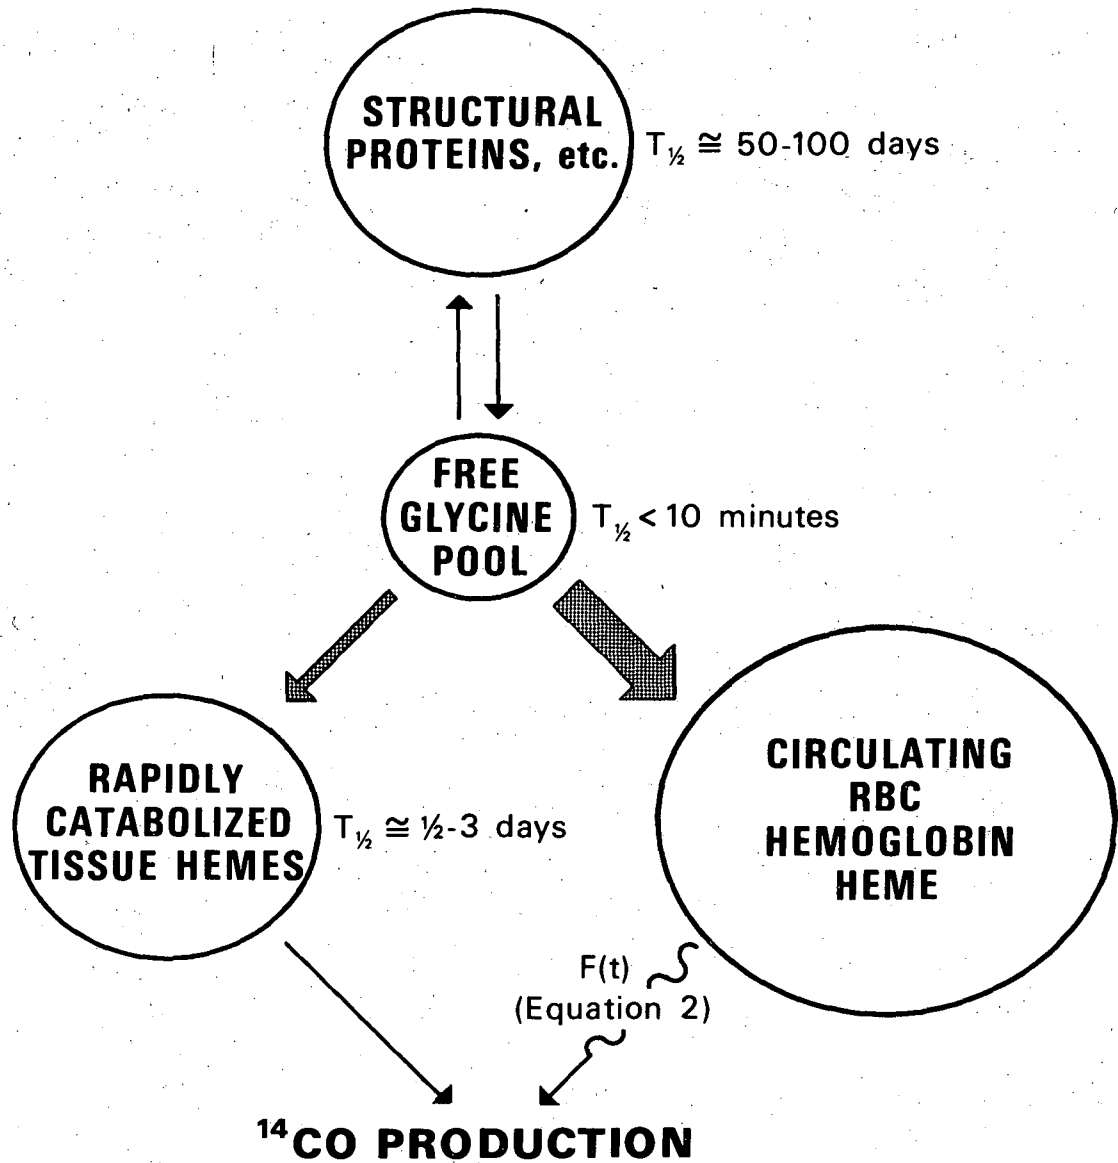 STRUCTURAL
PROTEINS, etc.
T½ ≅ 50-100 days
FREE
GLYCINE
POOL
T½ < 10 minutes
RAPIDLY
CATABOLIZED
TISSUE HEMES
T½ ≅ ½-3 days
CIRCULATING
RBC
HEMOGLOBIN
HEME
F(t)
(Equation 2)
¹⁴CO PRODUCTION